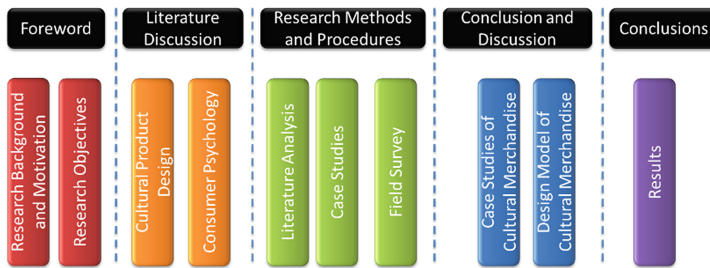 Foreword
Literature
Discussion
Research Methods
and Procedures
Conclusion and
Discussion
Conclusions
Research Background
and Motivation
Research Objectives
Cultural Product
Design
Consumer Psychology
Literature Analysis
Case Studies
Field Survey
Case Studies of
Cultural Merchandise
Design Model of
Cultural Merchandise
Results